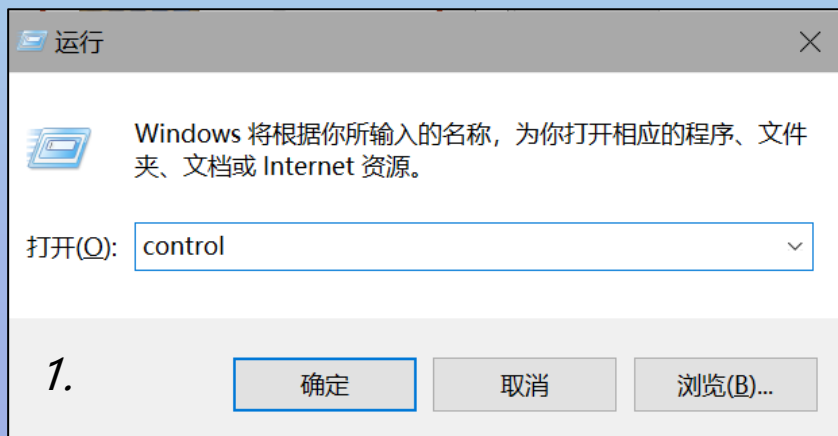 运行
Windows 将根据你所输入的名称，为你打开相应的程序、文件
夹、文档或 Internet 资源。
打开(O): control
1.
确定 取消 浏览(B)...